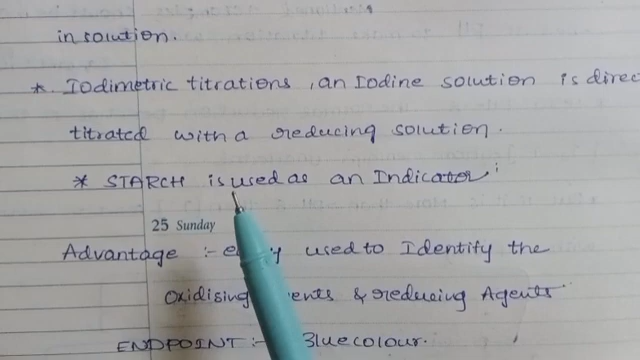 in solution.
* Iodimetric titrations, an Iodine solution is direc
titrated with a reducing solution.
* STARCH is used as an Indicator
25 Sunday
Advantage :- used to Identify the
Oxidising & reducing Agents
ENDPOINT :- Blue colour.